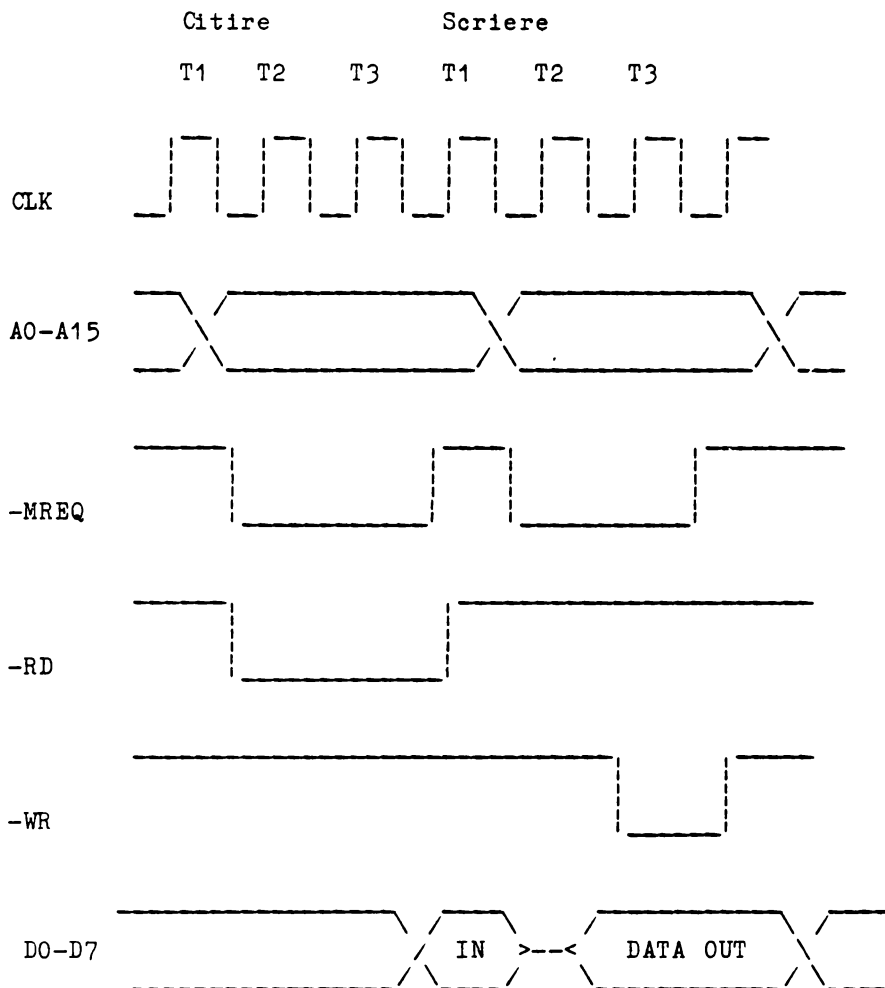 Citire Scriere
T1 T2 T3 T1 T2 T3
CLK
A0-A15
-MREQ
-RD
-WR
D0-D7 IN >---< DATA OUT